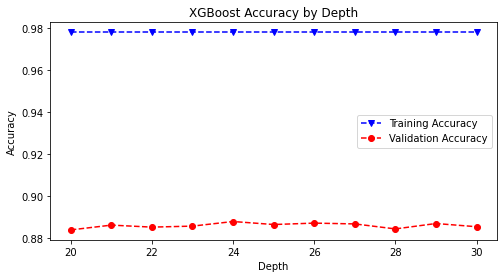 XGBoost Accuracy by Depth
0.98
0.96
0.94
0.92
0.90
0.88
Accuracy
Training Accuracy
Validation Accuracy
20
22
24
26
28
30
Depth